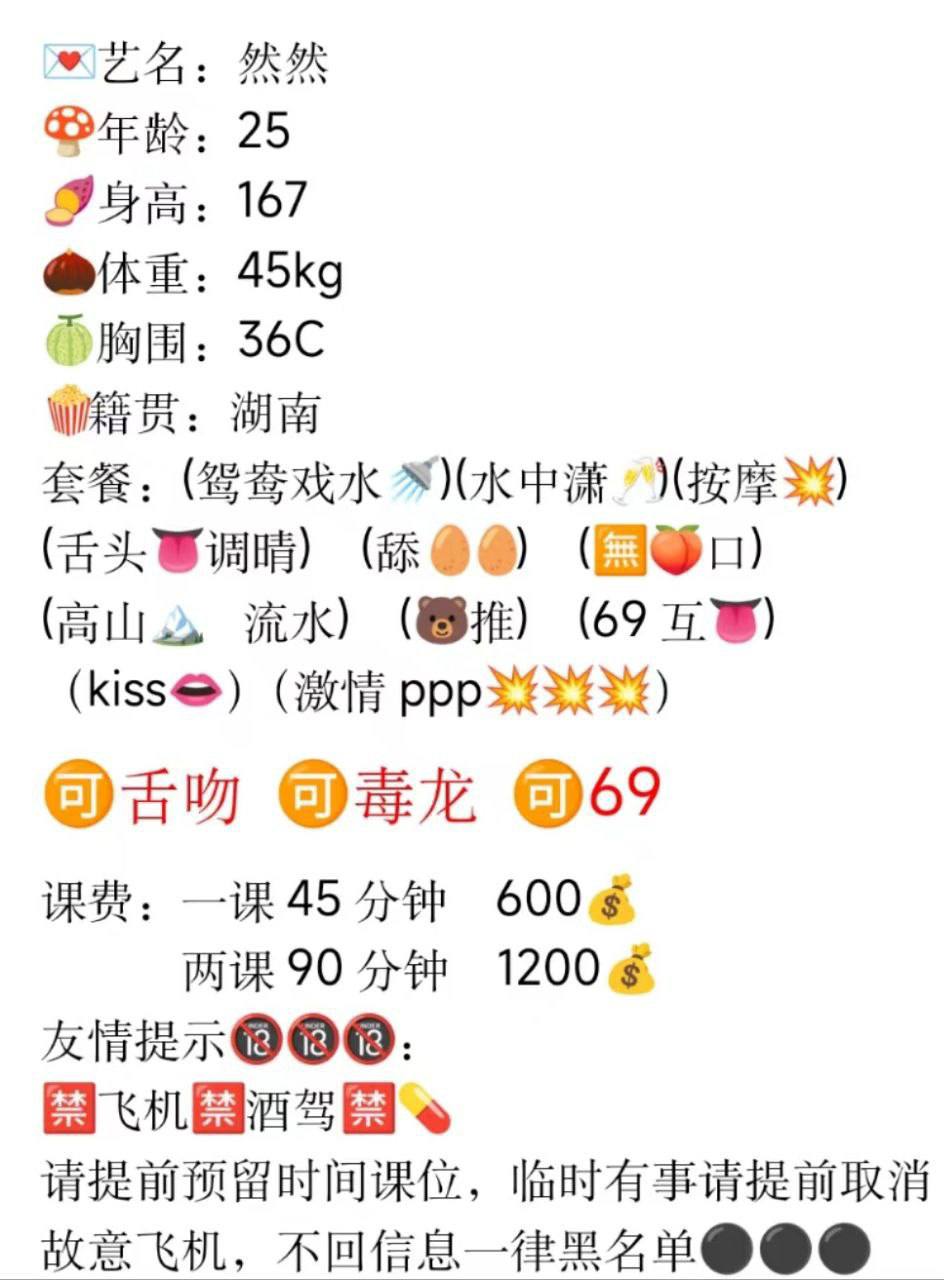 💌艺名：然然
🍄年龄：25
🍠身高：167
🌰体重：45kg
🍈胸围：36C
🍿籍贯：湖南
套餐：(鸳鸯戏水🚿)(水中潇🥂)(按摩💥)
(舌头👅调晴) (舔🥚🥚) (🈚🍑口)
(高山🏔️ 流水) (🐻推) (69 互👅)
（kiss👄）（激情 ppp💥💥💥）
🉑舌吻 🉑毒龙 🉑69
课费：一课 45 分钟 600💰
两课 90 分钟 1200💰
友情提示🔞🔞🔞：
🈲飞机🈲酒驾🈲💊
请提前预留时间课位，临时有事请提前取消
故意飞机，不回信息一律黑名单⚫⚫⚫